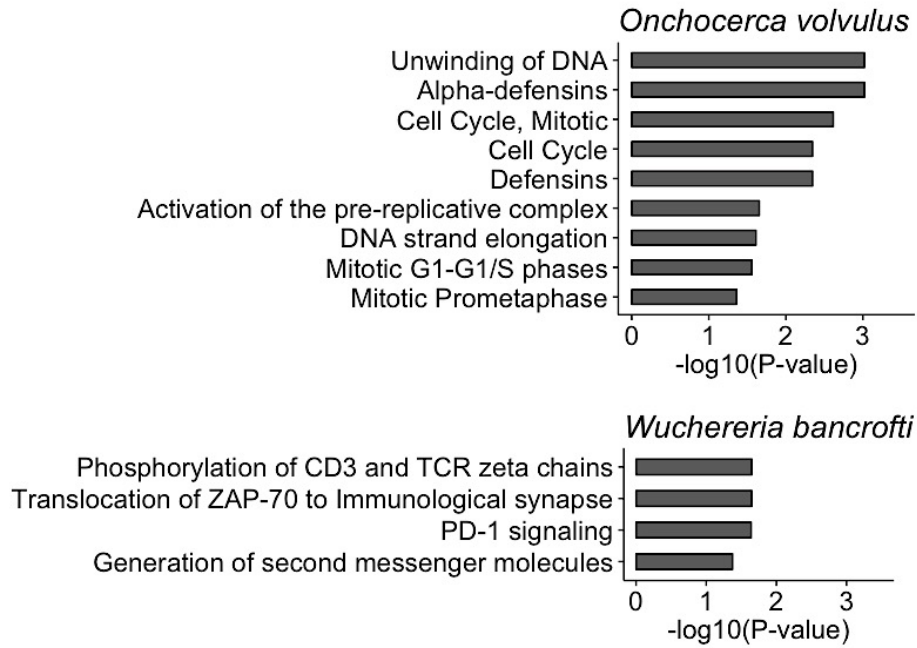 Onchocerca volvulus
Unwinding of DNA
Alpha-defensins
Cell Cycle, Mitotic
Cell Cycle
Defensins
Activation of the pre-replicative complex
DNA strand elongation
Mitotic G1-G1/S phases
Mitotic Prometaphase
0 1 2 3
-log10(P-value)
Wuchereria bancrofti
Phosphorylation of CD3 and TCR zeta chains
Translocation of ZAP-70 to Immunological synapse
PD-1 signaling
Generation of second messenger molecules
0 1 2 3
-log10(P-value)